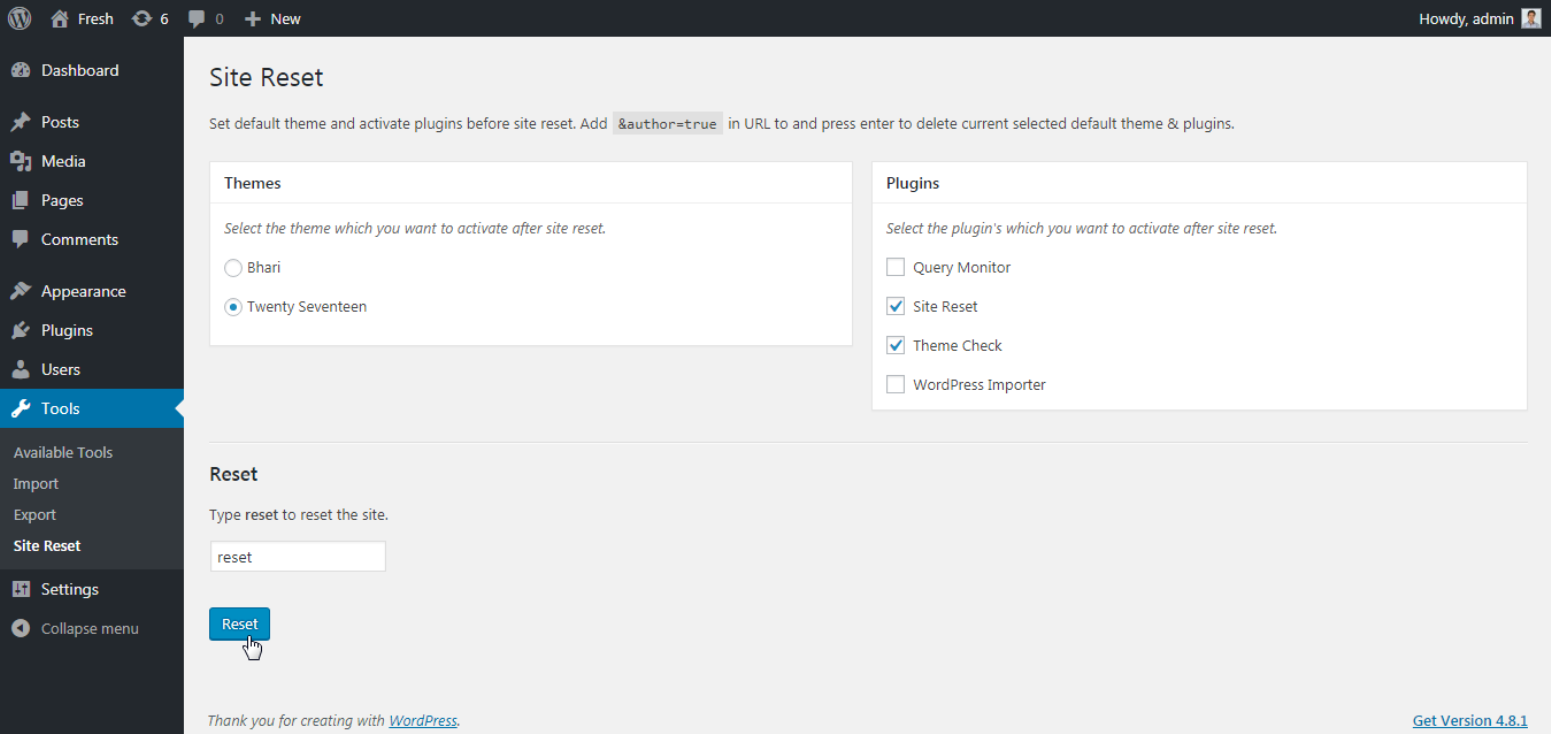 Fresh 6 0 New Howdy, admin
Dashboard
Posts
Media
Pages
Comments
Appearance
Plugins
Users
Tools
Available Tools
Import
Export
Site Reset
Settings
Collapse menu
Site Reset
Set default theme and activate plugins before site reset. Add &author=true in URL to and press enter to delete current selected default theme & plugins.
Themes
Select the theme which you want to activate after site reset.
Bhari
Twenty Seventeen
Plugins
Select the plugin's which you want to activate after site reset.
Query Monitor
Site Reset
Theme Check
WordPress Importer
Reset
Type reset to reset the site.
reset
Reset
Thank you for creating with WordPress.
Get Version 4.8.1